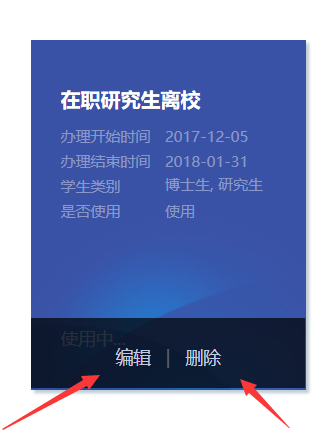 在职研究生离校
办理开始时间 2017-12-05
办理结束时间 2018-01-31
学生类别 博士生, 研究生
是否使用 使用
使用中...
编辑 | 删除